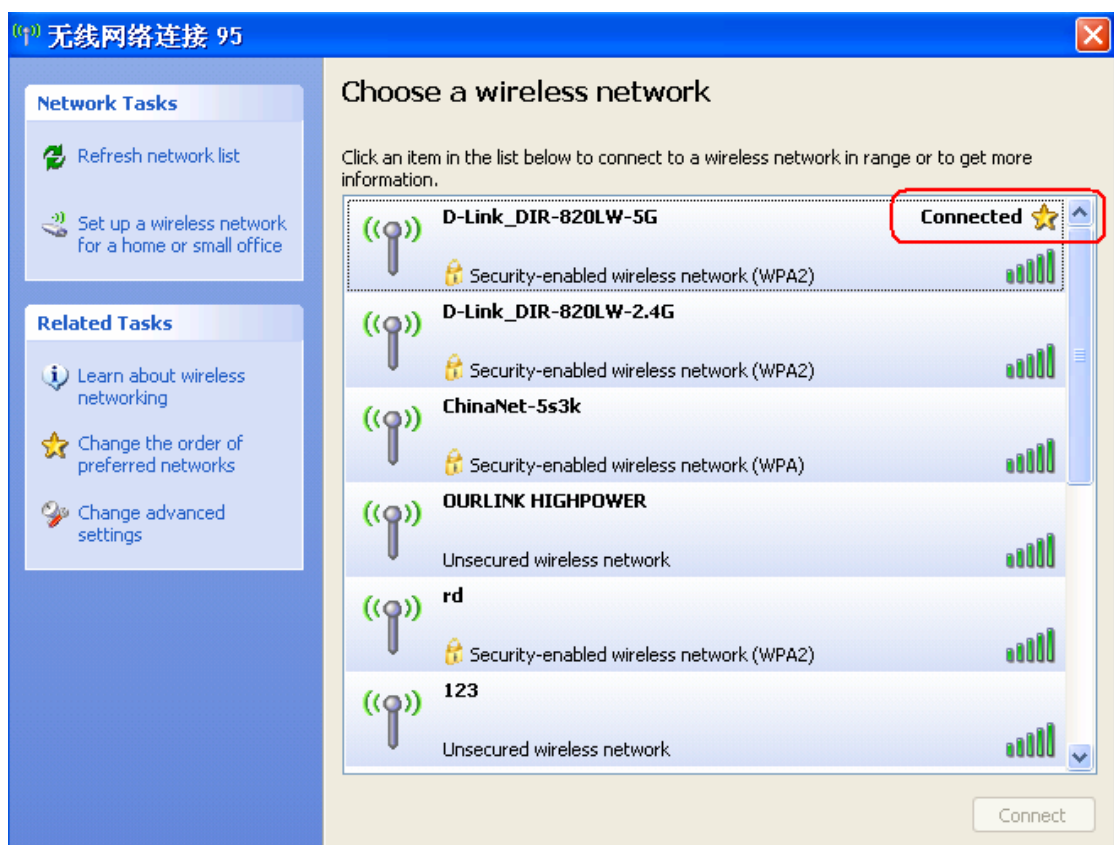 无线网络连接 95
Network Tasks
Refresh network list
Set up a wireless network
for a home or small office
Related Tasks
Learn about wireless
networking
Change the order of
preferred networks
Change advanced
settings
Choose a wireless network
Click an item in the list below to connect to a wireless network in range or to get more
information.
D-Link_DIR-820LW-5G Connected
Security-enabled wireless network (WPA2)
D-Link_DIR-820LW-2.4G
Security-enabled wireless network (WPA2)
ChinaNet-5s3k
Security-enabled wireless network (WPA)
OURLINK HIGHPOWER
Unsecured wireless network
rd
Security-enabled wireless network (WPA2)
123
Unsecured wireless network
Connect